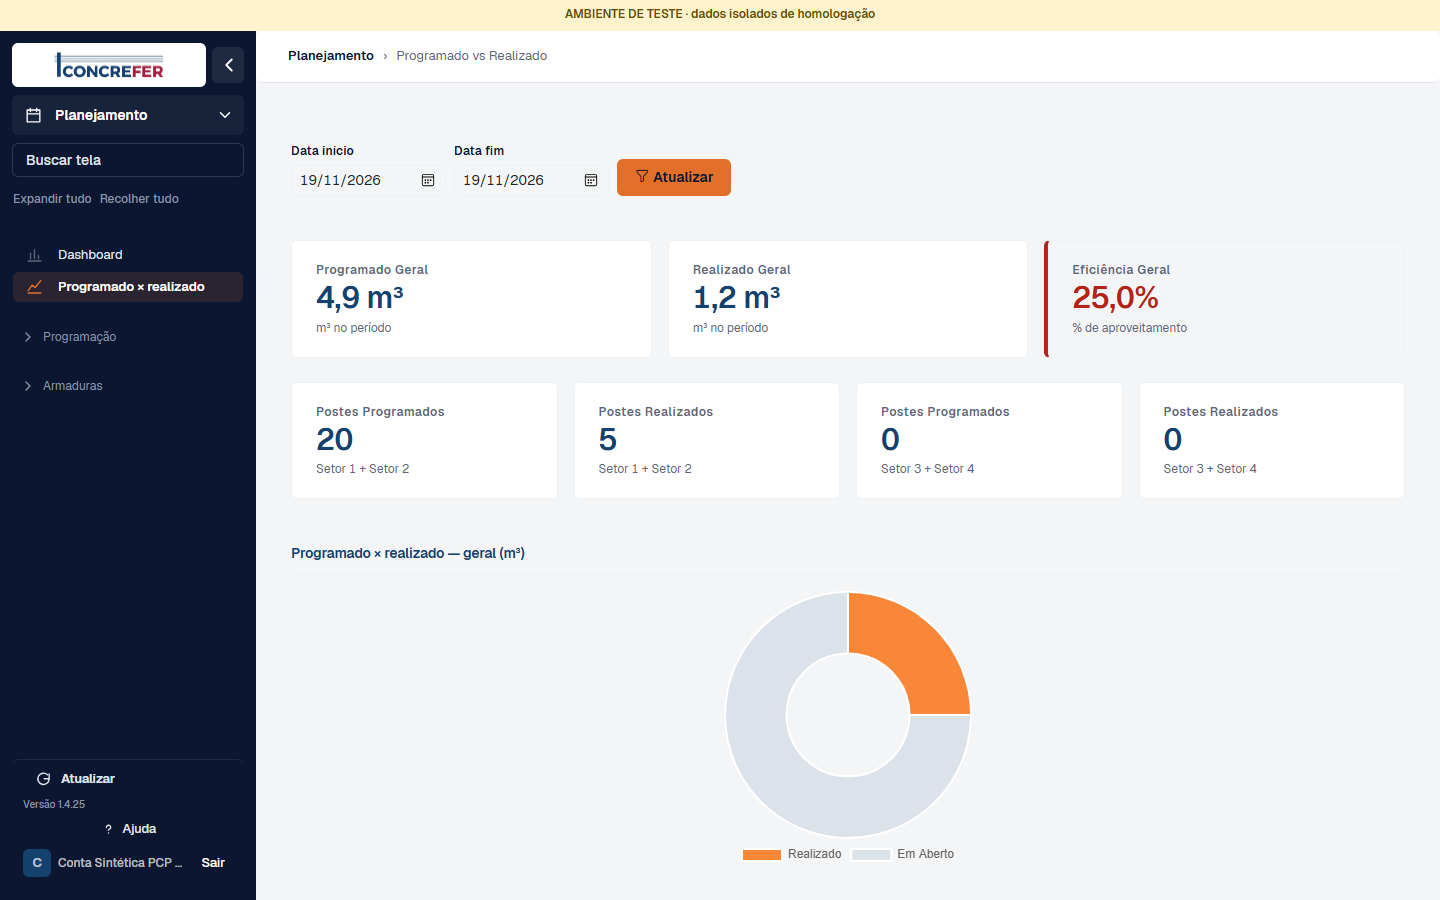 AMBIENTE DE TESTE · dados isolados de homologação
CONCREFER
Planejamento
Buscar tela
Expandir tudo Recolher tudo
Dashboard
Programado × realizado
Programação
Armaduras
Atualizar
Versão 1.4.25
? Ajuda
C Conta Sintética PCP ... Sair
Planejamento › Programado vs Realizado
Data início Data fim
19/11/2026 19/11/2026 Atualizar
Programado Geral
4,9 m³
m³ no período
Realizado Geral
1,2 m³
m³ no período
Eficiência Geral
25,0%
% de aproveitamento
Postes Programados
20
Setor 1 + Setor 2
Postes Realizados
5
Setor 1 + Setor 2
Postes Programados
0
Setor 3 + Setor 4
Postes Realizados
0
Setor 3 + Setor 4
Programado × realizado — geral (m³)
Realizado Em Aberto